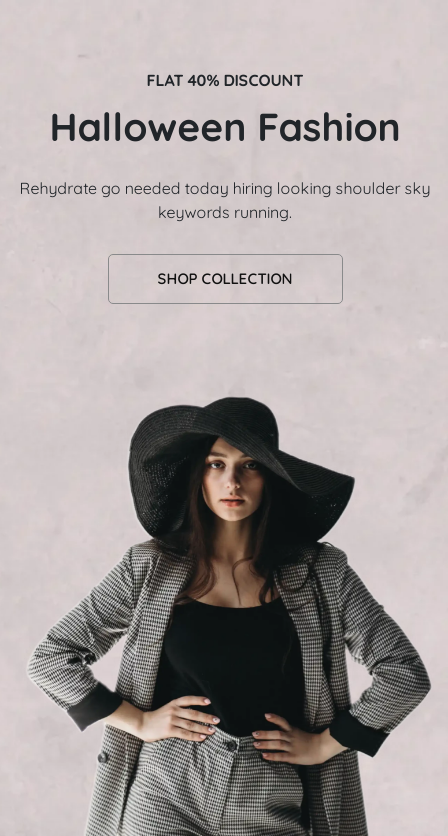 FLAT 40% DISCOUNT
Halloween Fashion
Rehydrate go needed today hiring looking shoulder sky
keywords running.
SHOP COLLECTION